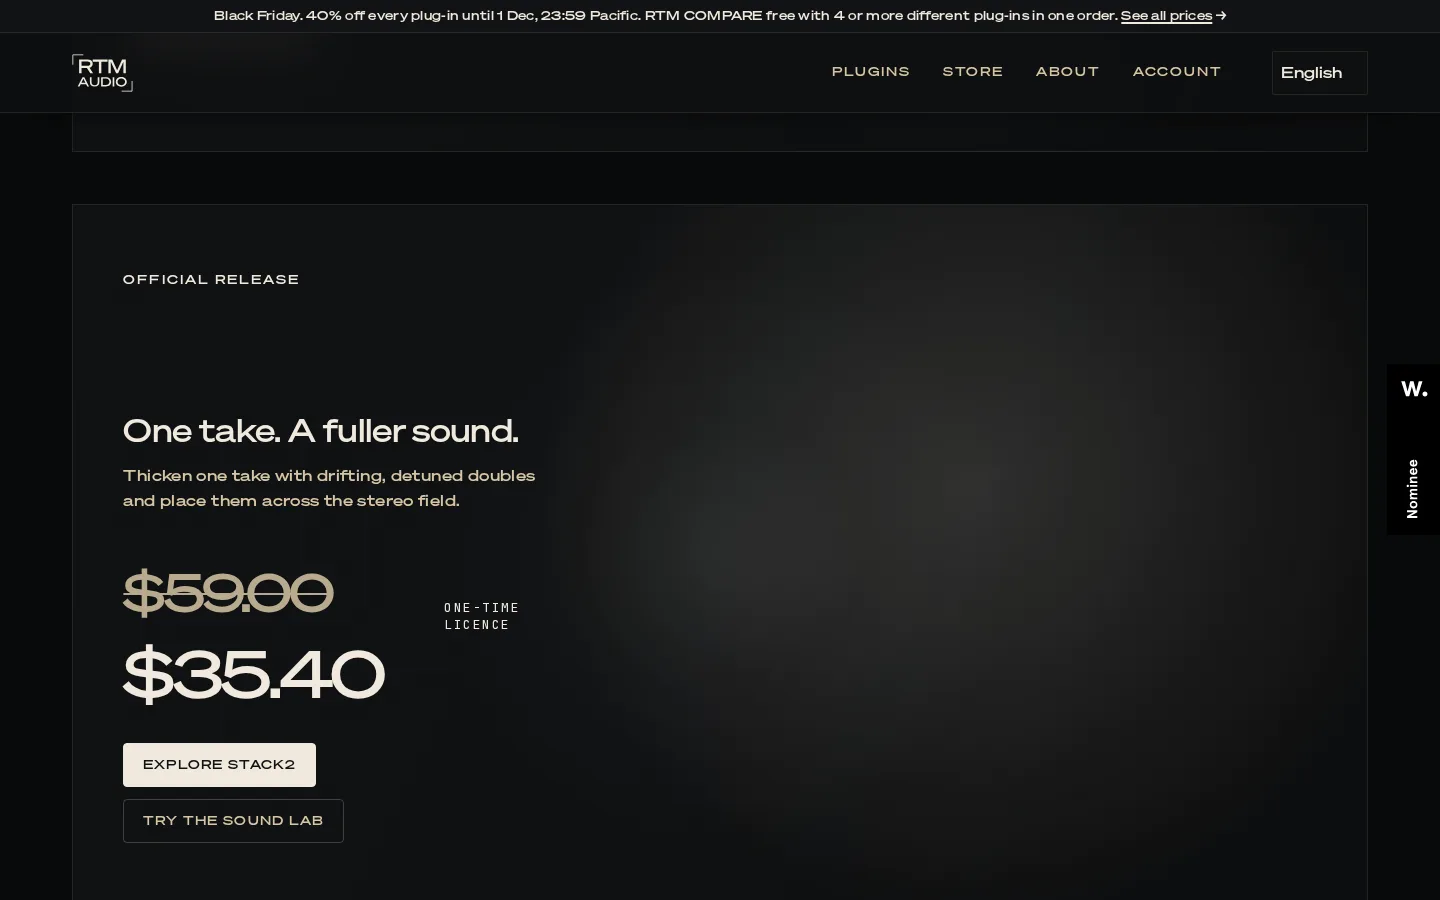 Black Friday. 40% off every plug-in until 1 Dec, 23:59 Pacific. RTM COMPARE free with 4 or more different plug-ins in one order. See all prices →
RTM
AUDIO
PLUGINS
STORE
ABOUT
ACCOUNT
English
OFFICIAL RELEASE
One take. A fuller sound.
Thicken one take with drifting, detuned doubles
and place them across the stereo field.
$59.00
$35.40
ONE-TIME
LICENCE
EXPLORE STACK2
TRY THE SOUND LAB
W.
Nominee